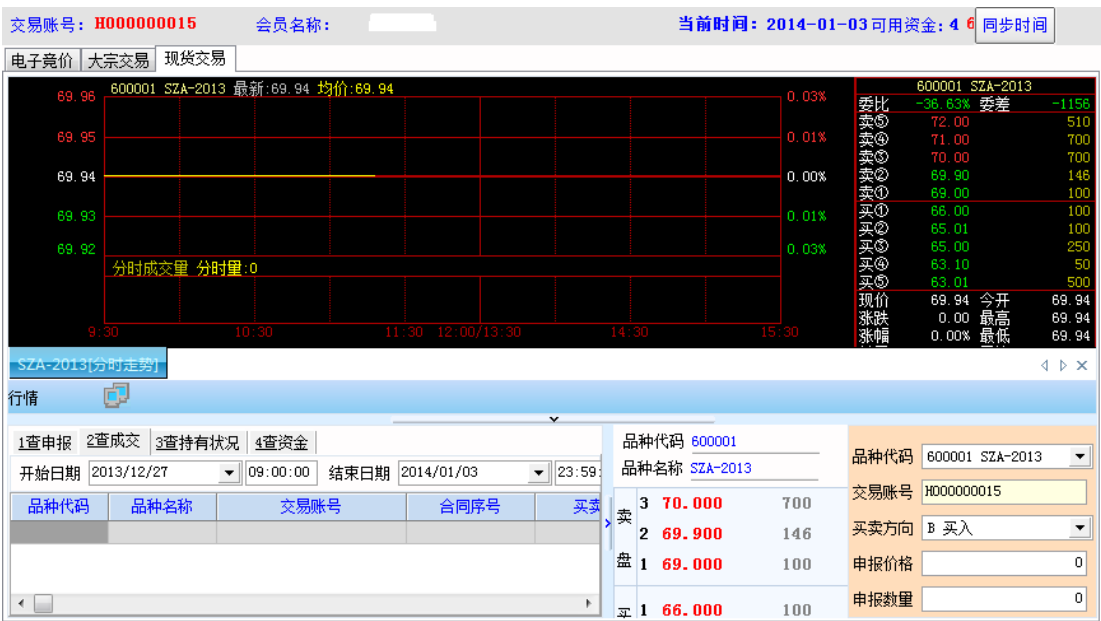 交易账号: H000000015 会员名称: 当前时间: 2014-01-03 可用资金: 4 6 同步时间
电子竞价 大宗交易 现货交易
600001 SZA-2013 最新:69.94 均价:69.94
69.96 0.03%
69.95 0.01%
69.94 0.00%
69.93 0.01%
69.92 0.03%
分时成交量 分时量:0
9:30 10:30 11:30 12:00/13:30 14:30 15:30
600001 SZA-2013
委比 -36.63% 委差 -1156
卖⑤ 72.00 510
卖④ 71.00 700
卖③ 70.00 700
卖② 69.90 146
卖① 69.00 100
买① 66.00 100
买② 65.01 100
买③ 65.00 250
买④ 63.10 50
买⑤ 63.01 500
现价 69.94 今开 69.94
涨跌 0.00 最高 69.94
涨幅 0.00% 最低 69.94
SZA-2013[分时走势]
行情
1查申报 2查成交 3查持有状况 4查资金
开始日期 2013/12/27 09:00:00 结束日期 2014/01/03 23:59:
品种代码 品种名称 交易账号 合同序号 买卖
品种代码 600001
品种名称 SZA-2013
卖盘
3 70.000 700
2 69.900 146
1 69.000 100
买 1 66.000 100
品种代码 600001 SZA-2013
交易账号 H000000015
买卖方向 B 买入
申报价格 0
申报数量 0